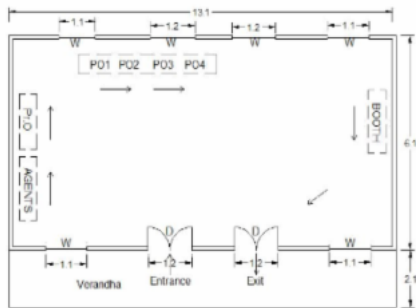 13.1
1.1 1.2 1.2 1.1
W W W W
PO1 PO2 PO3 PO4
Pr.O
BOOTH
6.1
AGENTS
W D D W
1.1 1.2 1.2 1.1
Verandha Entrance Exit
2.1